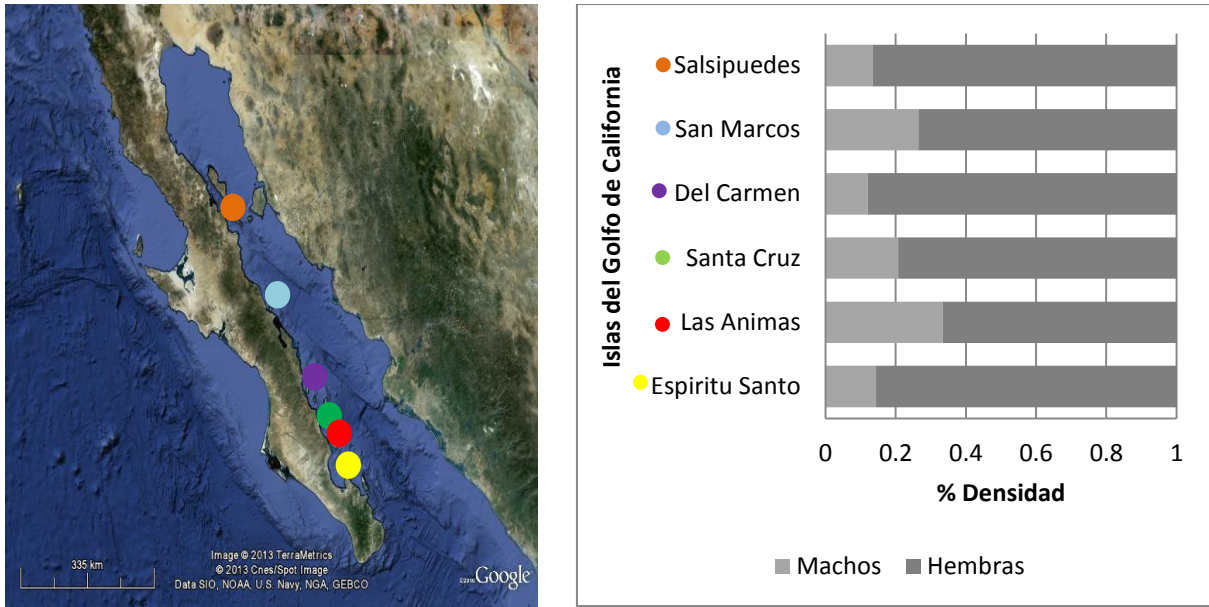 335 km
Image © 2013 TerraMetrics
© 2013 Cnes/Spot Image
Data SIO, NOAA, U.S. Navy, NGA, GEBCO
Google
Islas del Golfo de California
Salsipuedes
San Marcos
Del Carmen
Santa Cruz
Las Animas
Espiritu Santo
0 0.2 0.4 0.6 0.8 1
% Densidad
Machos Hembras